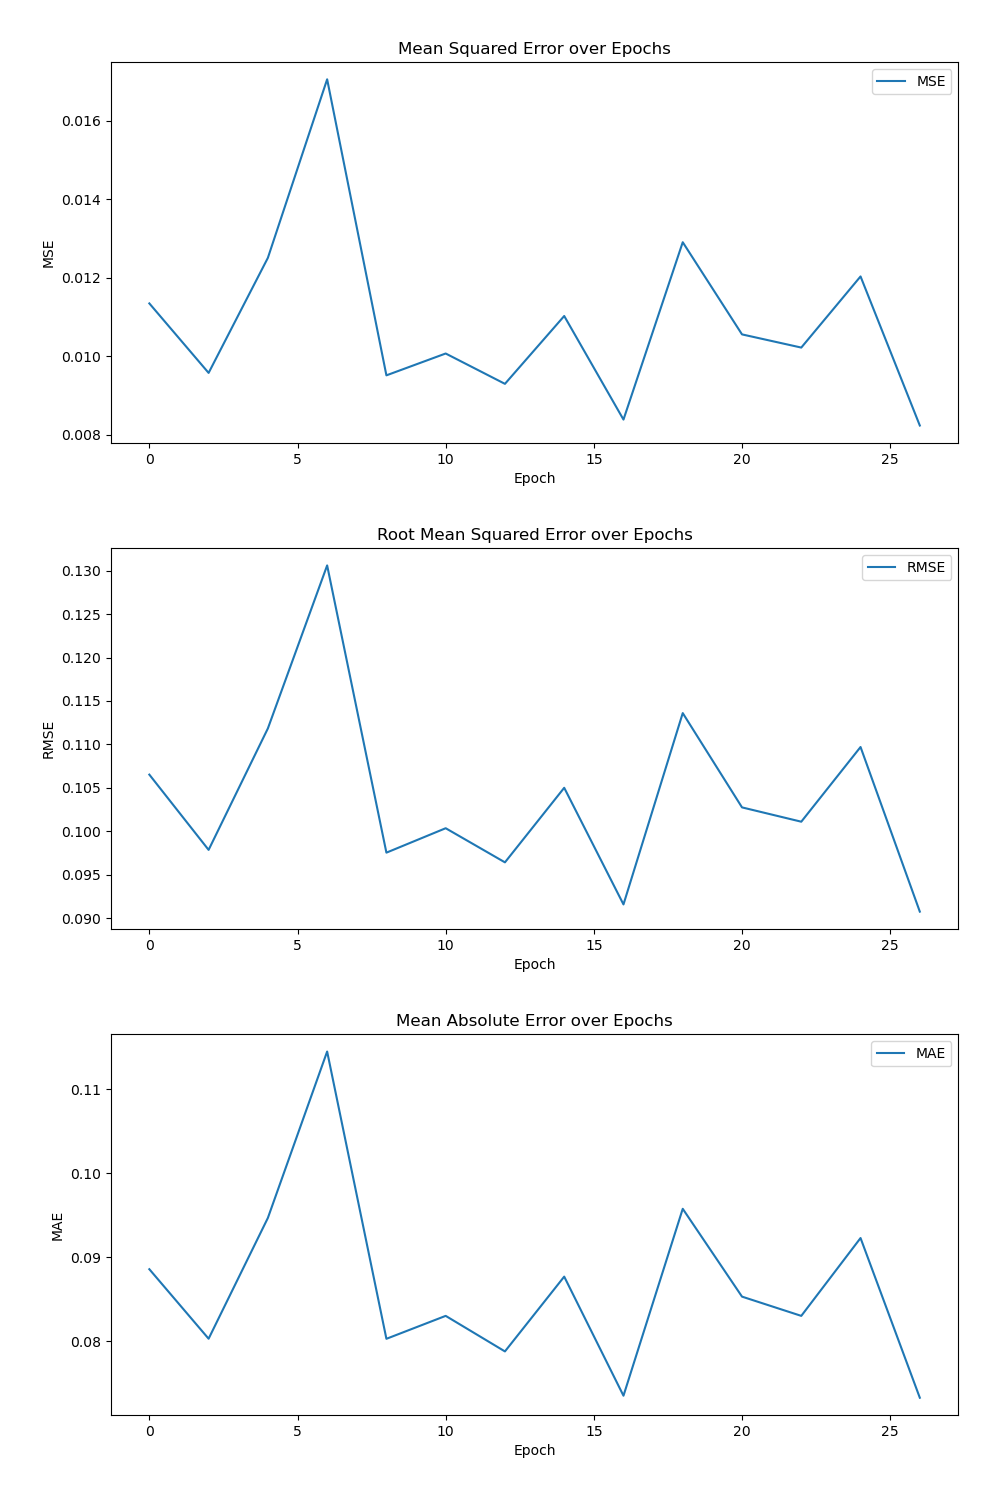 Mean Squared Error over Epochs
MSE
0.016
0.014
0.012
0.010
0.008
MSE
0 5 10 15 20 25
Epoch
Root Mean Squared Error over Epochs
RMSE
0.130
0.125
0.120
0.115
0.110
0.105
0.100
0.095
0.090
RMSE
0 5 10 15 20 25
Epoch
Mean Absolute Error over Epochs
MAE
0.11
0.10
0.09
0.08
MAE
0 5 10 15 20 25
Epoch